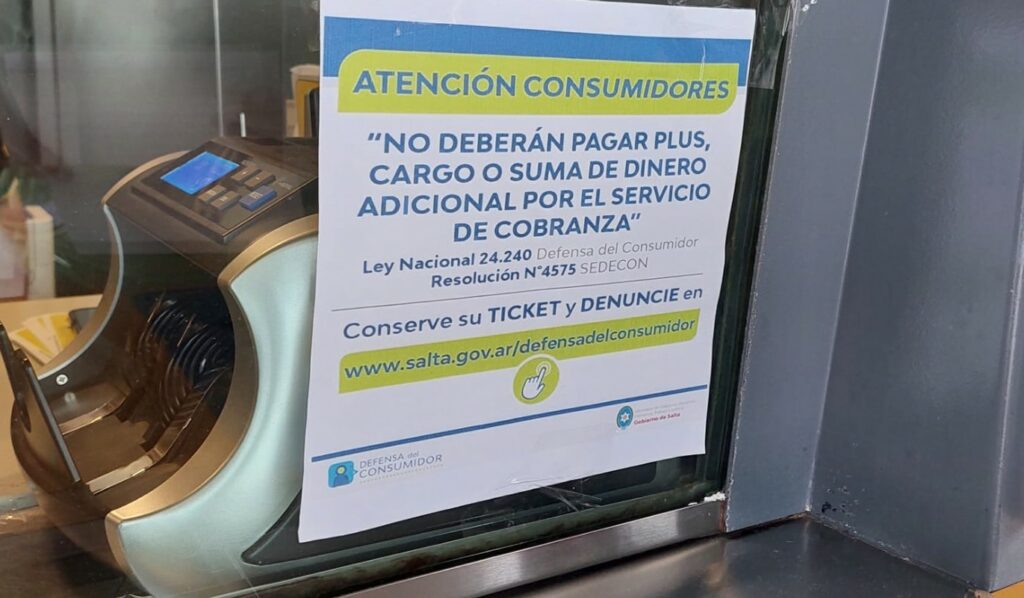 ATENCIÓN CONSUMIDORES
“NO DEBERÁN PAGAR PLUS,
CARGO O SUMA DE DINERO
ADICIONAL POR EL SERVICIO
DE COBRANZA”
Ley Nacional 24.240 Defensa del Consumidor
Resolución N°4575 SEDECON
Conserve su TICKET y DENUNCIE en
www.salta.gov.ar/defensadelconsumidor
Gobierno de Salta
DEFENSA del
CONSUMIDOR